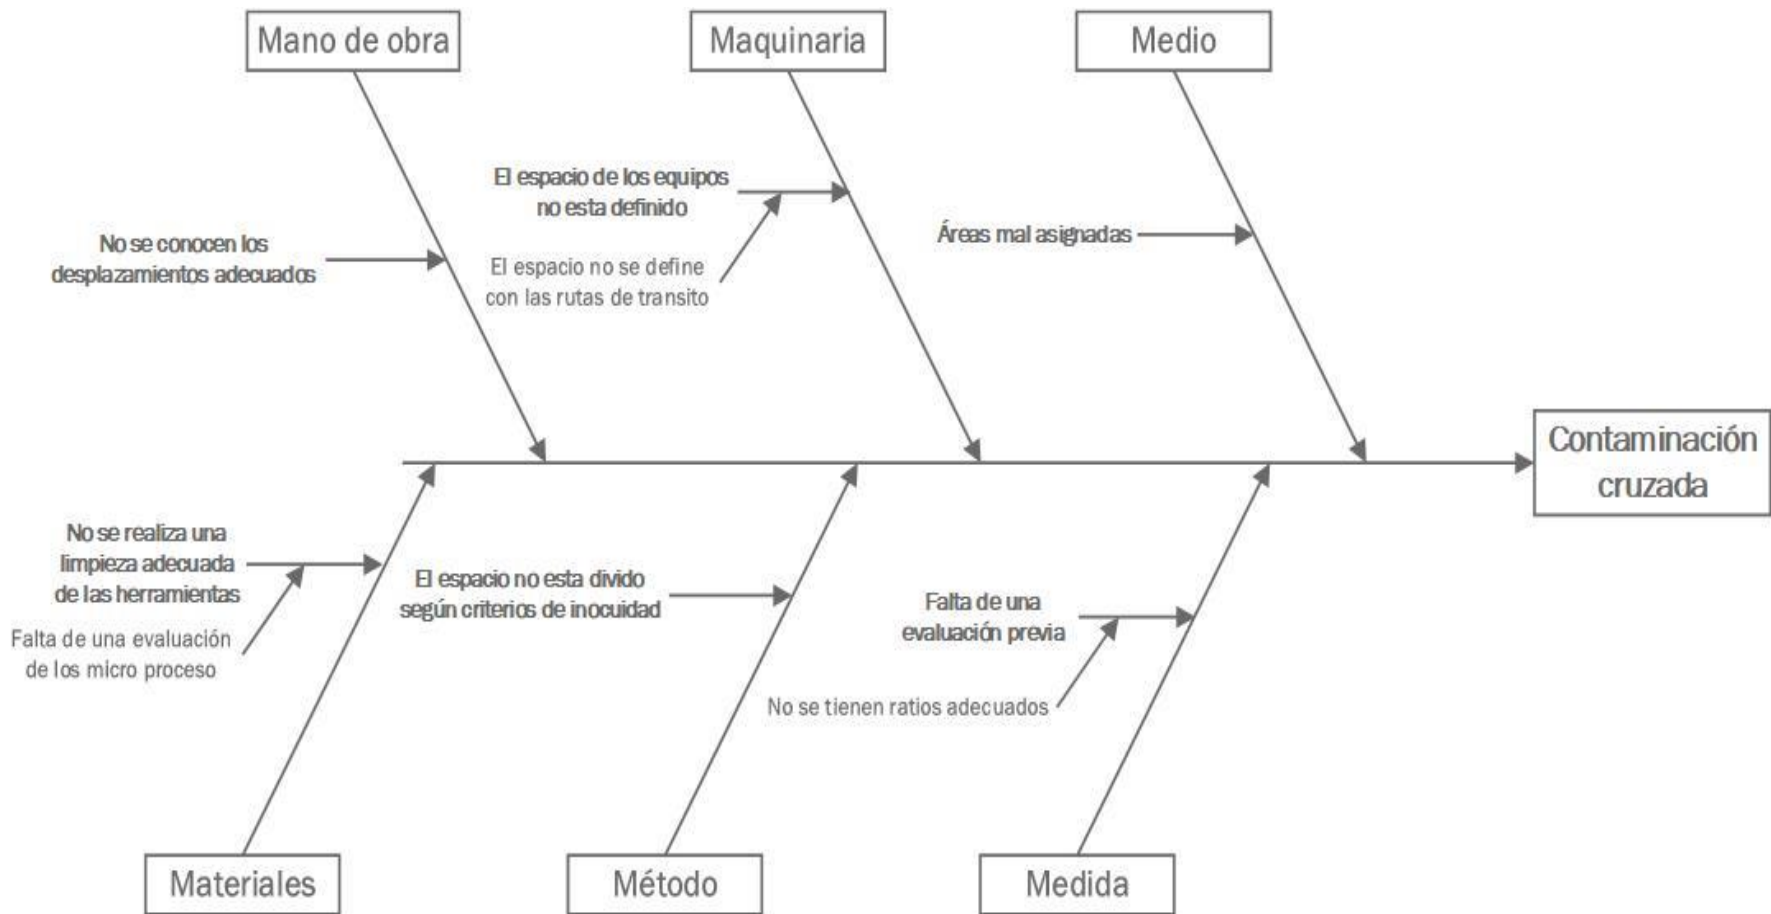 Mano de obra
Maquinaria
Medio
El espacio de los equipos
no esta definido
No se conocen los
desplazamientos adecuados
El espacio no se define
con las rutas de transito
Áreas mal asignadas
Contaminación
cruzada
No se realiza una
limpieza adecuada
de las herramientas
Falta de una evaluación
de los micro proceso
El espacio no esta divido
según criterios de inocuidad
Falta de una
evaluación previa
No se tienen ratios adecuados
Materiales
Método
Medida